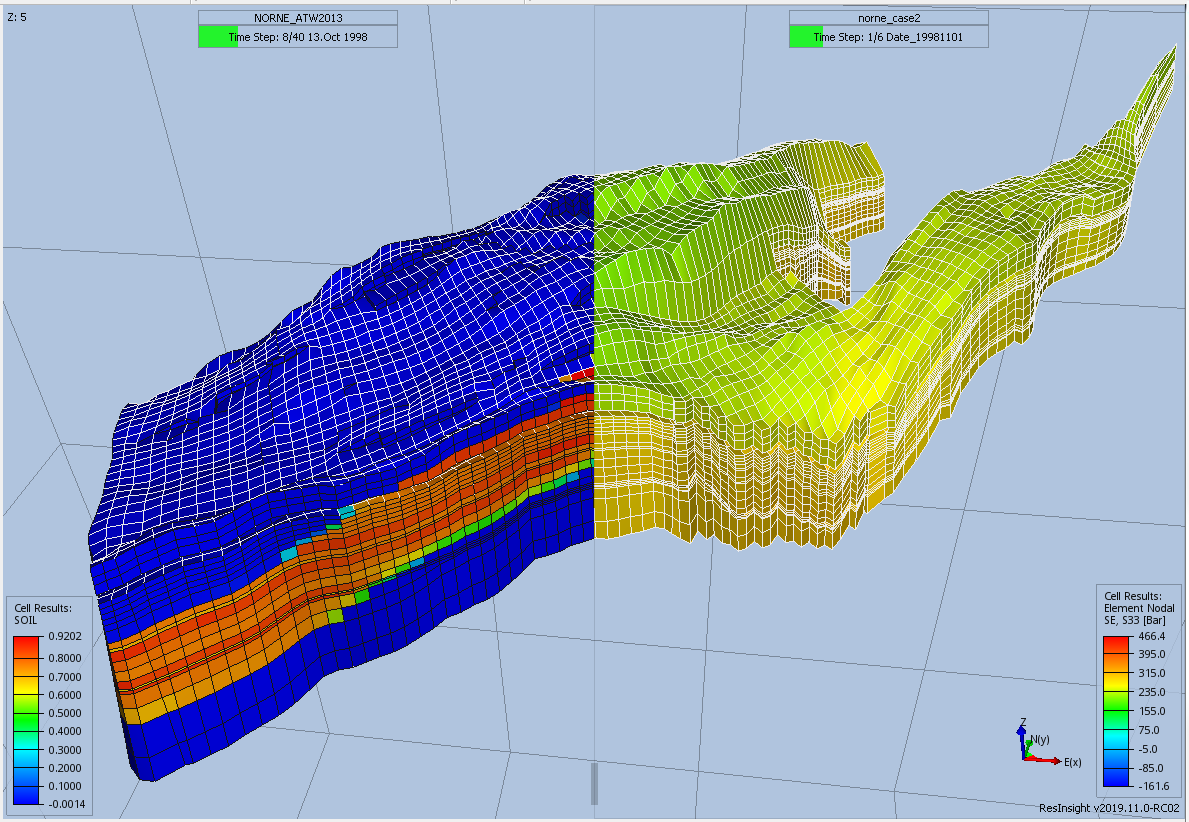 Z: 5
NORNE_ATW2013
Time Step: 8/40 13.Oct 1998
norne_case2
Time Step: 1/6 Date_19981101
Cell Results:
SOIL
0.9202
0.8000
0.7000
0.6000
0.5000
0.4000
0.3000
0.2000
0.1000
-0.0014
Cell Results:
Element Nodal
SE, S33 [Bar]
466.4
395.0
315.0
235.0
155.0
75.0
-5.0
-85.0
-161.6
Z
N(y)
E(x)
ResInsight v2019.11.0-RC02